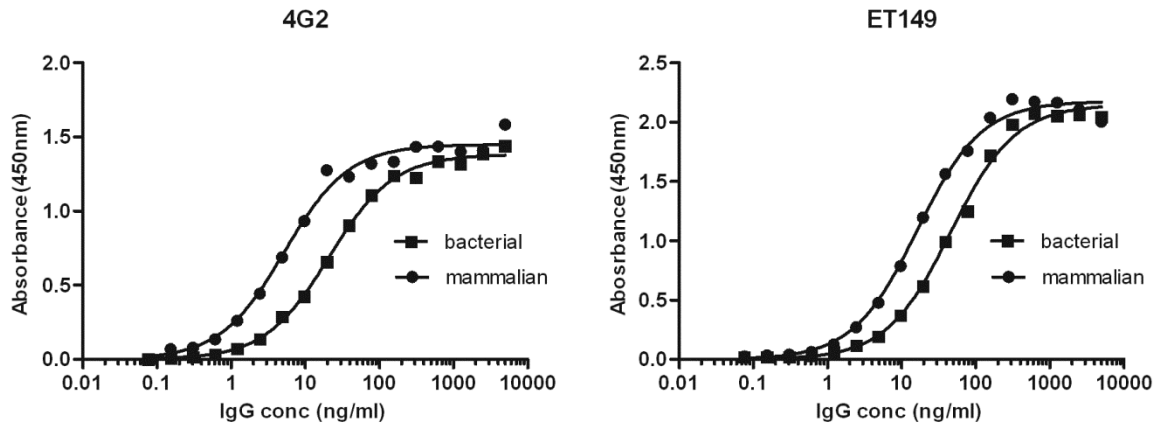 4G2
2.0
1.5
1.0
0.5
0.0
Absorbance (450nm)
0.01 0.1 1 10 100 1000 10000
IgG conc (ng/ml)
bacterial
mammalian
ET149
2.5
2.0
1.5
1.0
0.5
0.0
Abosrbance (450nm)
0.01 0.1 1 10 100 1000 10000
IgG conc (ng/ml)
bacterial
mammalian